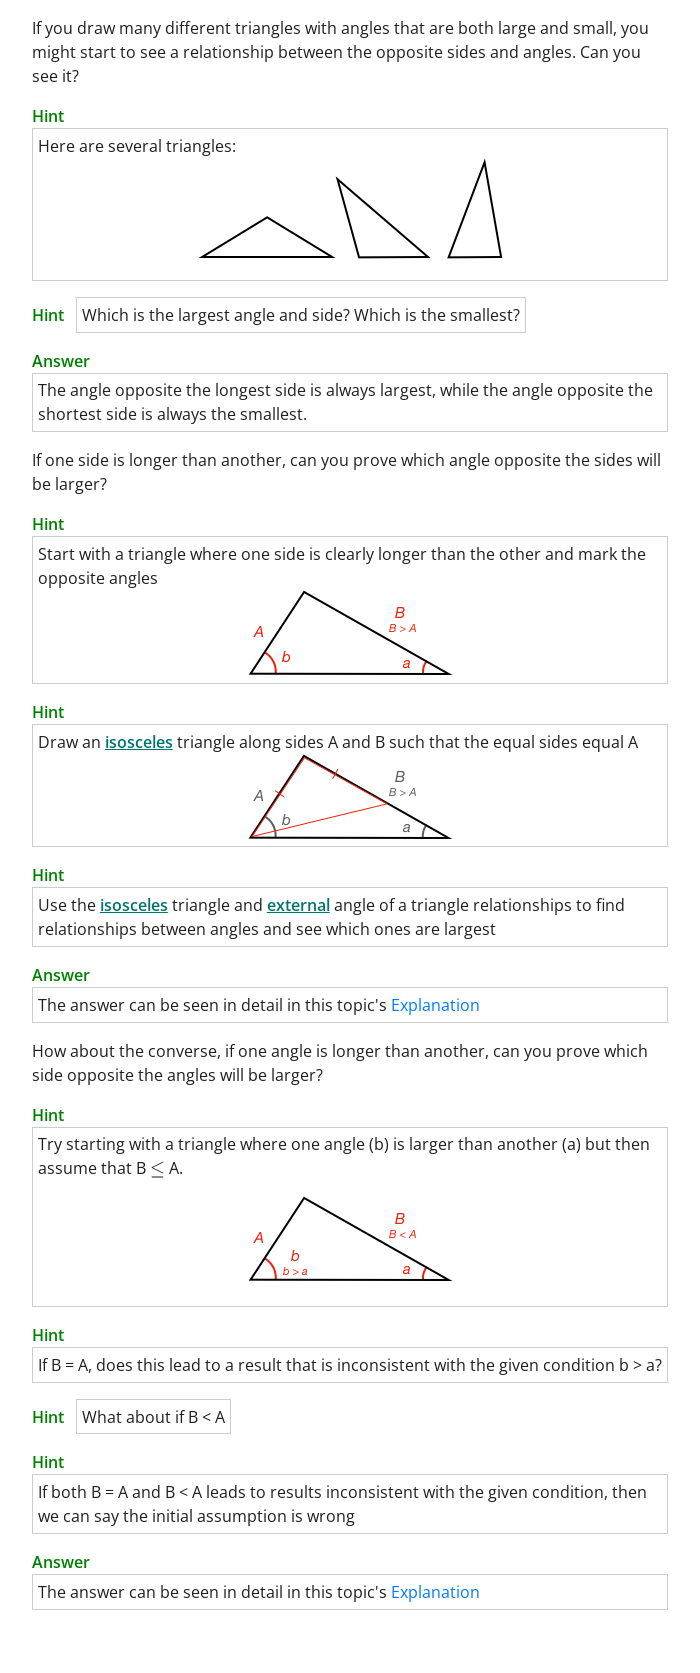 If you draw many different triangles with angles that are both large and small, you
might start to see a relationship between the opposite sides and angles. Can you
see it?
Hint
Here are several triangles:
Hint Which is the largest angle and side? Which is the smallest?
Answer
The angle opposite the longest side is always largest, while the angle opposite the
shortest side is always the smallest.
If one side is longer than another, can you prove which angle opposite the sides will
be larger?
Hint
Start with a triangle where one side is clearly longer than the other and mark the
opposite angles
B
B > A
A
b
a
Hint
Draw an isosceles triangle along sides A and B such that the equal sides equal A
B
B > A
A
b
a
Hint
Use the isosceles triangle and external angle of a triangle relationships to find
relationships between angles and see which ones are largest
Answer
The answer can be seen in detail in this topic's Explanation
How about the converse, if one angle is longer than another, can you prove which
side opposite the angles will be larger?
Hint
Try starting with a triangle where one angle (b) is larger than another (a) but then
assume that B ≤ A.
B
B < A
A
b
b > a
a
Hint
If B = A, does this lead to a result that is inconsistent with the given condition b > a?
Hint What about if B < A
Hint
If both B = A and B < A leads to results inconsistent with the given condition, then
we can say the initial assumption is wrong
Answer
The answer can be seen in detail in this topic's Explanation